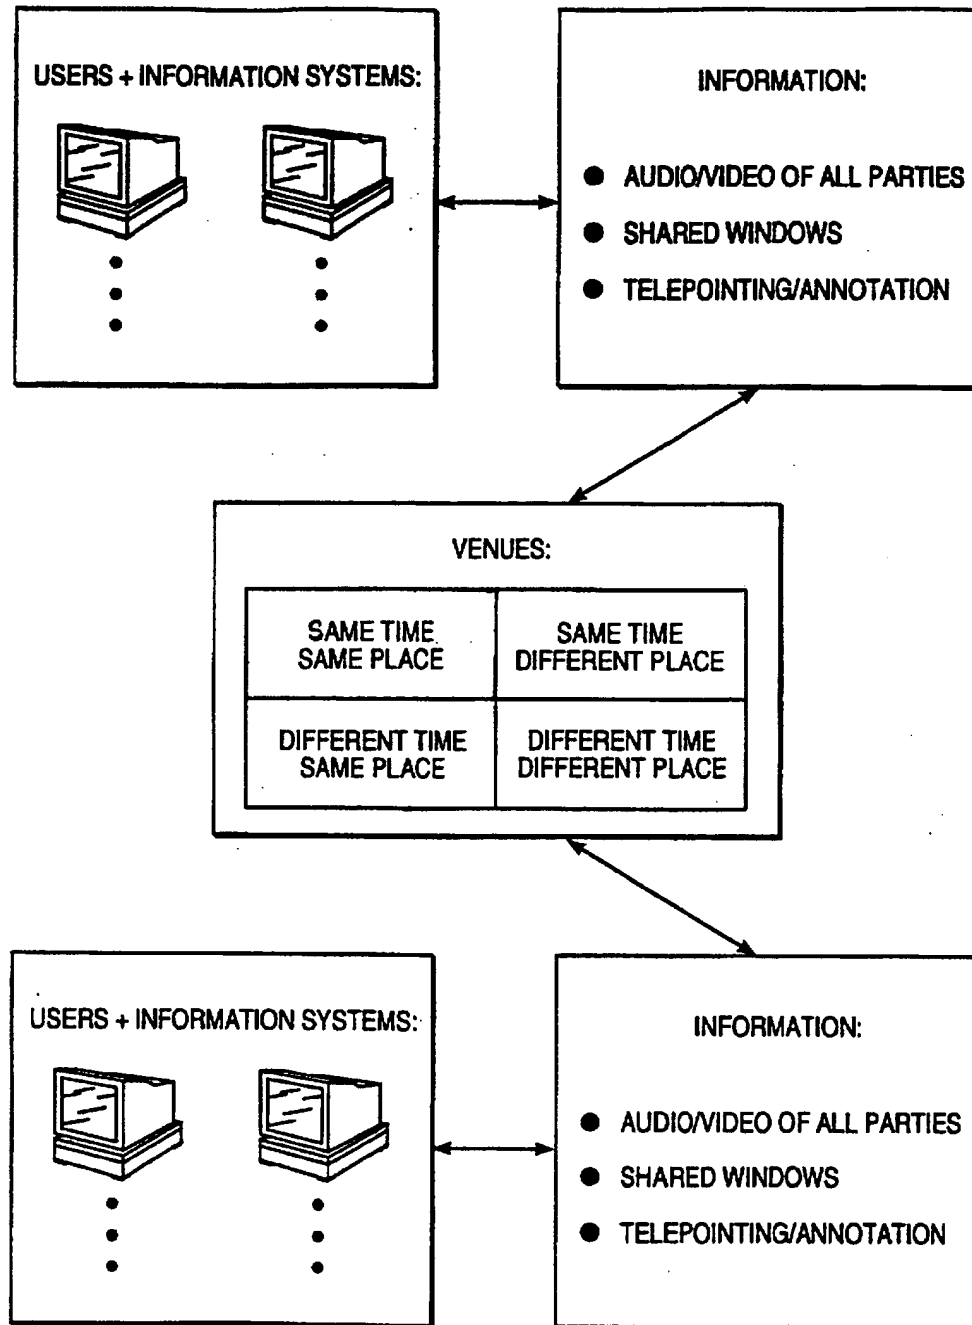 USERS + INFORMATION SYSTEMS:
INFORMATION:
● AUDIO/VIDEO OF ALL PARTIES
● SHARED WINDOWS
● TELEPOINTING/ANNOTATION
VENUES:
SAME TIME
SAME PLACE
SAME TIME
DIFFERENT PLACE
DIFFERENT TIME
SAME PLACE
DIFFERENT TIME
DIFFERENT PLACE
USERS + INFORMATION SYSTEMS:
INFORMATION:
● AUDIO/VIDEO OF ALL PARTIES
● SHARED WINDOWS
● TELEPOINTING/ANNOTATION